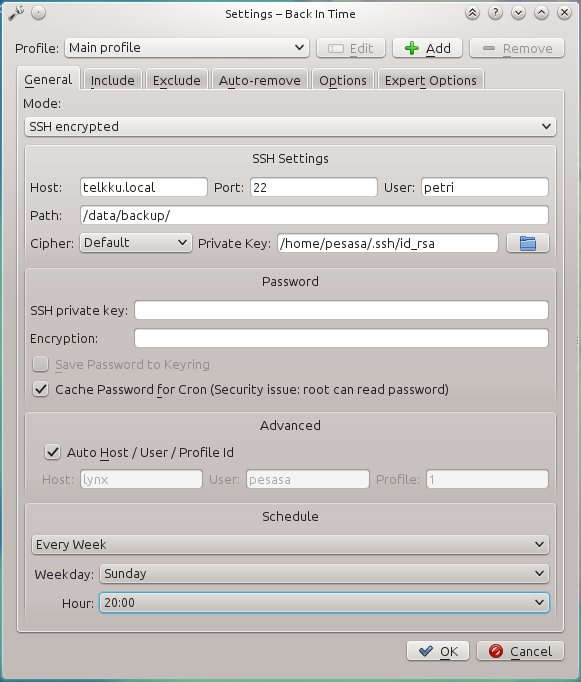 Settings – Back In Time
Profile: Main profile Edit Add Remove
General Include Exclude Auto-remove Options Expert Options
Mode:
SSH encrypted
SSH Settings
Host: telkku.local Port: 22 User: petri
Path: /data/backup/
Cipher: Default Private Key: /home/pesasa/.ssh/id_rsa
Password
SSH private key:
Encryption:
Save Password to Keyring
Cache Password for Cron (Security issue: root can read password)
Advanced
Auto Host / User / Profile Id
Host: lynx User: pesasa Profile: 1
Schedule
Every Week
Weekday: Sunday
Hour: 20:00
OK Cancel